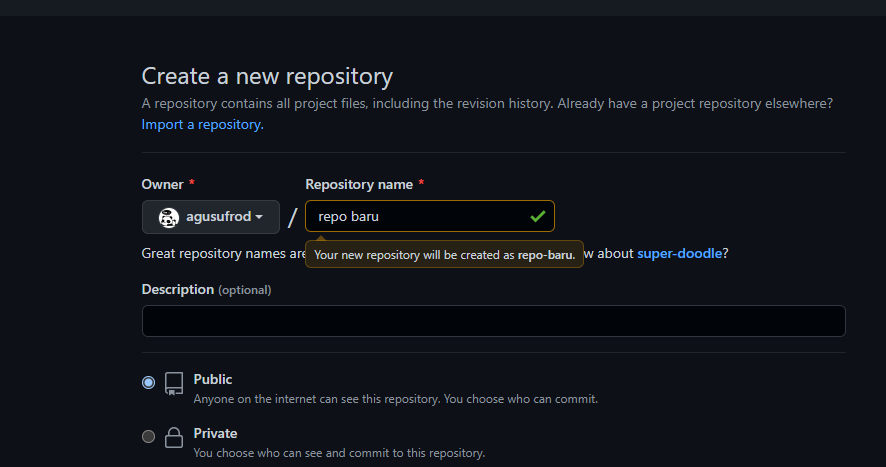 Create a new repository
A repository contains all project files, including the revision history. Already have a project repository elsewhere?
Import a repository.
Owner * Repository name *
agusufrod / repo baru
Great repository names are
Your new repository will be created as repo-baru.
w about super-doodle?
Description (optional)
Public
Anyone on the internet can see this repository. You choose who can commit.
Private
You choose who can see and commit to this repository.